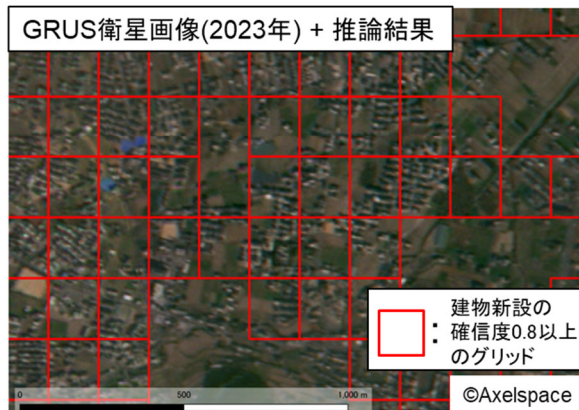 GRUS衛星画像(2023年) + 推論結果
建物新設の
: 確信度0.8以上
のグリッド
0 500 1,000 m
©Axelspace